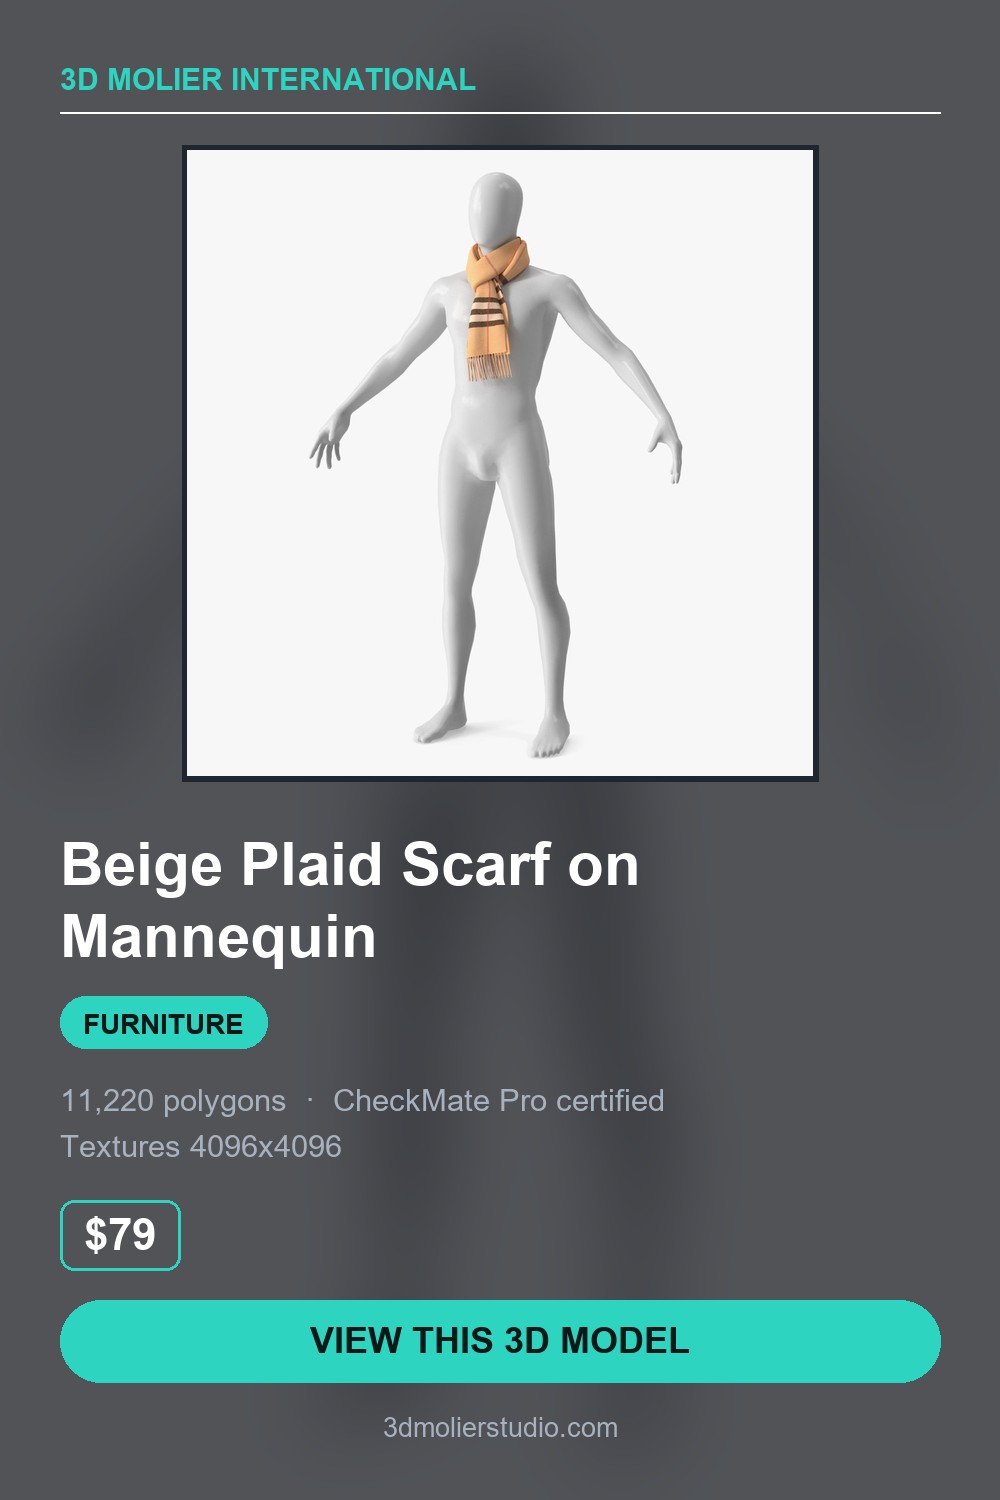 3D MOLIER INTERNATIONAL
Beige Plaid Scarf on
Mannequin
FURNITURE
11,220 polygons · CheckMate Pro certified
Textures 4096x4096
$79
VIEW THIS 3D MODEL
3dmolierstudio.com